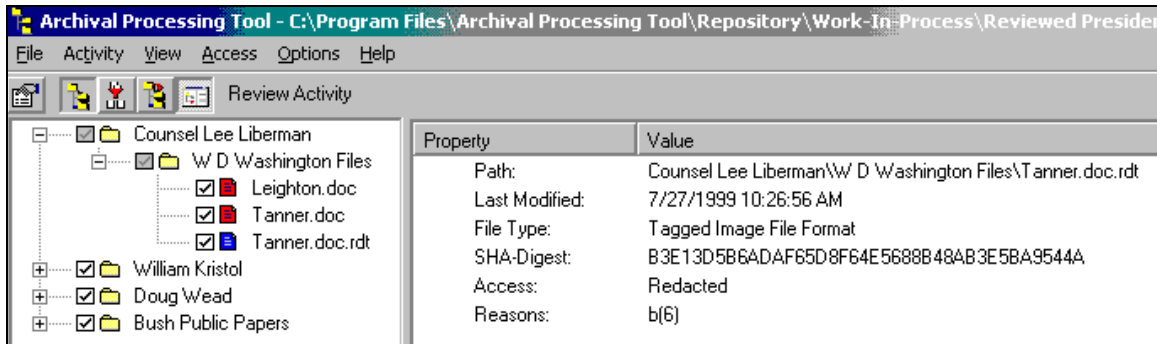 Archival Processing Tool - C:\Program Files\Archival Processing Tool\Repository\Work-In-Process\Reviewed Presider
File Activity View Access Options Help
Review Activity
Counsel Lee Liberman
W D Washington Files
Leighton.doc
Tanner.doc
Tanner.doc.rdt
William Kristol
Doug Wead
Bush Public Papers
Property Value
Path: Counsel Lee Liberman\W D Washington Files\Tanner.doc.rdt
Last Modified: 7/27/1999 10:26:56 AM
File Type: Tagged Image File Format
SHA-Digest: B3E13D5B6ADAF65D8F64E5688B48AB3E5BA9544A
Access: Redacted
Reasons: b(6)